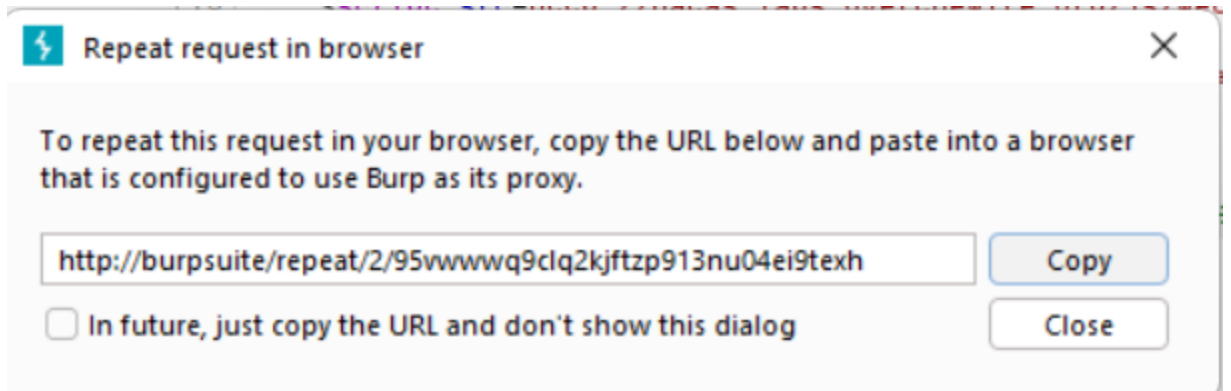 Repeat request in browser
To repeat this request in your browser, copy the URL below and paste into a browser
that is configured to use Burp as its proxy.
http://burpsuite/repeat/2/95vwwwq9clq2kjftzp913nu04ei9texh
Copy
In future, just copy the URL and don't show this dialog
Close